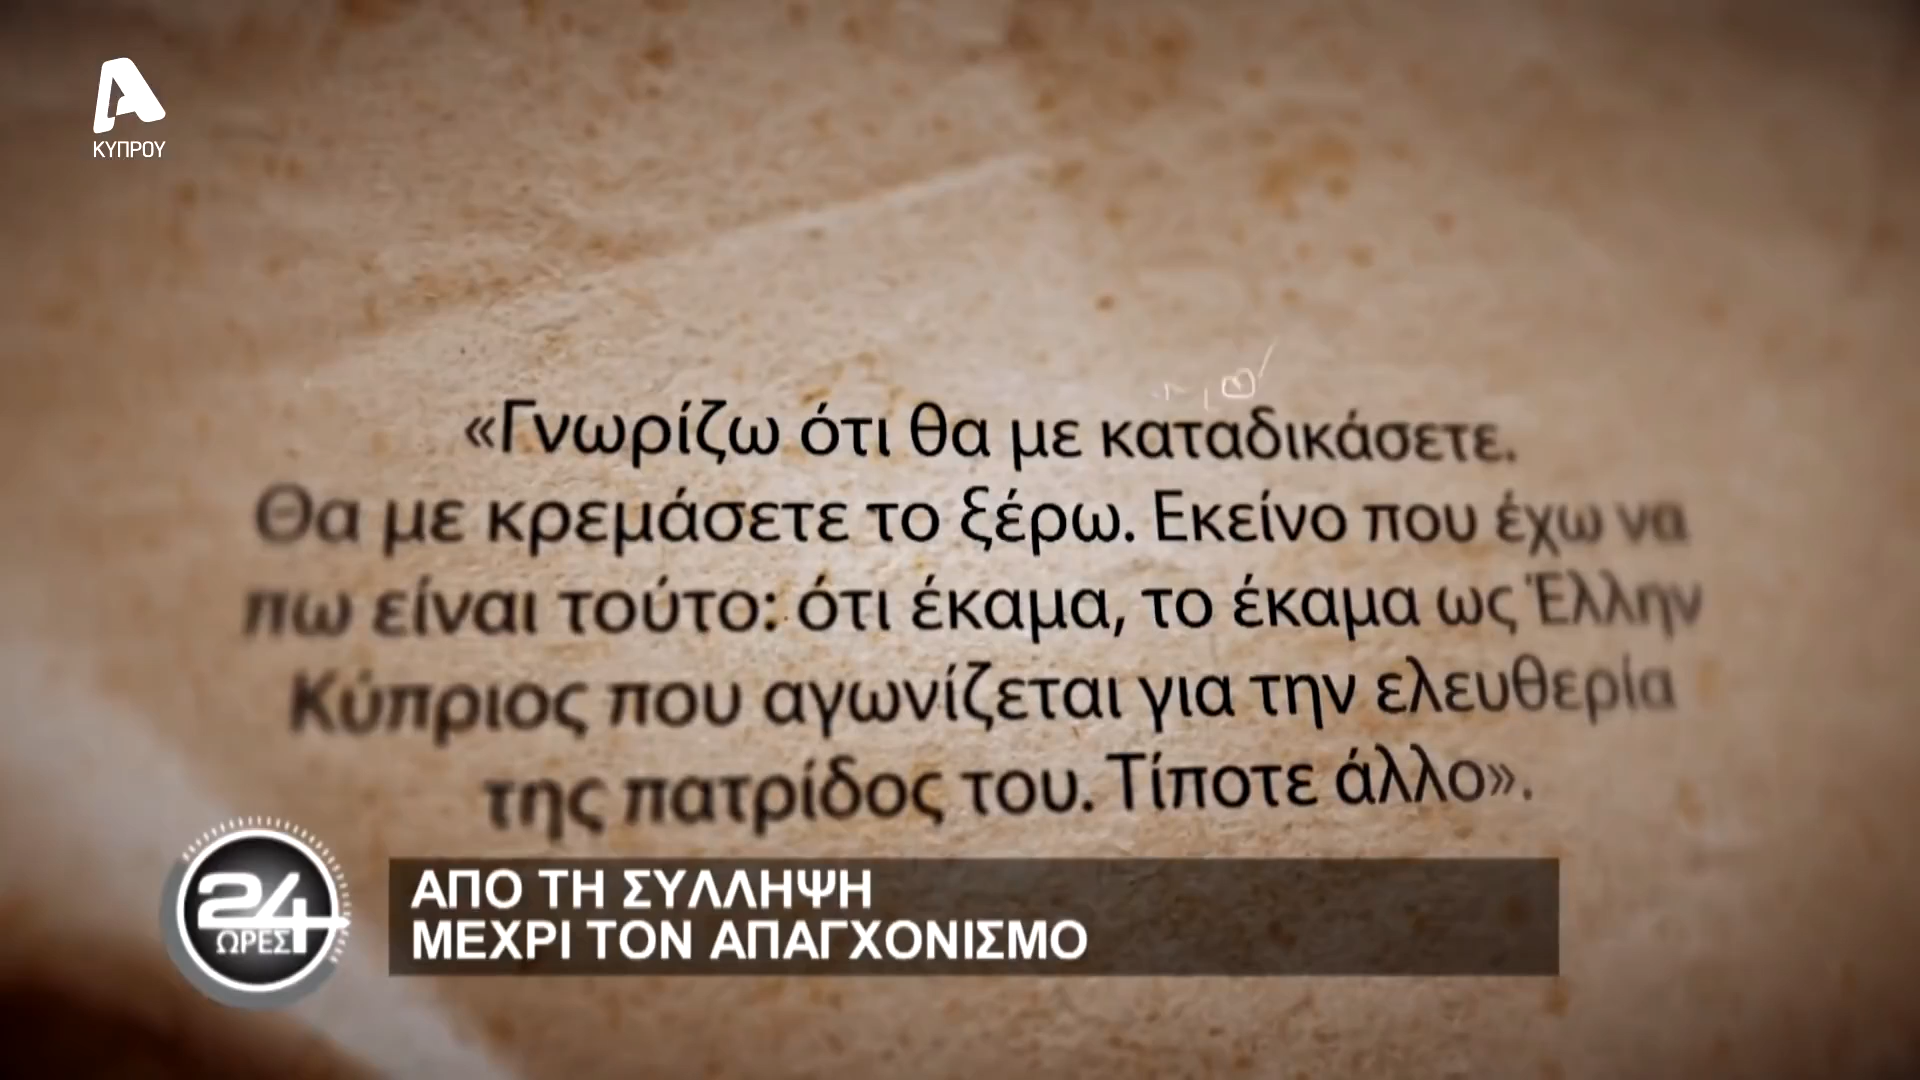 ΚΥΠΡΟΥ
«Γνωρίζω ότι θα με καταδικάσετε.
Θα με κρεμάσετε το ξέρω. Εκείνο που έχω να
πω είναι τούτο: ότι έκαμα, το έκαμα ως Έλλην
Κύπριος που αγωνίζεται για την ελευθερία
της πατρίδος του. Τίποτε άλλο».
24
ΩΡΕΣ
ΑΠΟ ΤΗ ΣΥΛΛΗΨΗ
ΜΕΧΡΙ ΤΟΝ ΑΠΑΓΧΟΝΙΣΜΟ